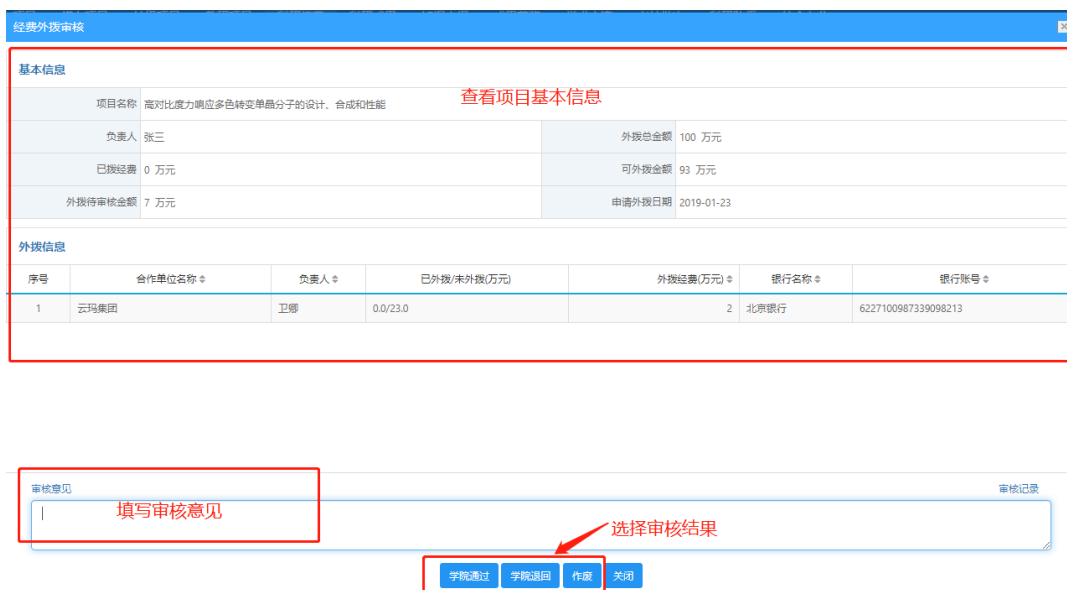 经费外拨审核
基本信息
查看项目基本信息
项目名称 高对比度力响应多色转变单晶分子的设计、合成和性能
负责人 张三 外拨总金额 100 万元
已拨经费 0 万元 可外拨金额 93 万元
外拨待审核金额 7 万元 申请外拨日期 2019-01-23
外拨信息
序号 合作单位名称 负责人 已外拨/未外拨(万元) 外拨经费(万元) 银行名称 银行账号
1 云玛集团 卫卿 0.0/23.0 2 北京银行 6227100987339098213
审核意见 审核记录
填写审核意见
选择审核结果
学院通过 学院退回 作废 关闭